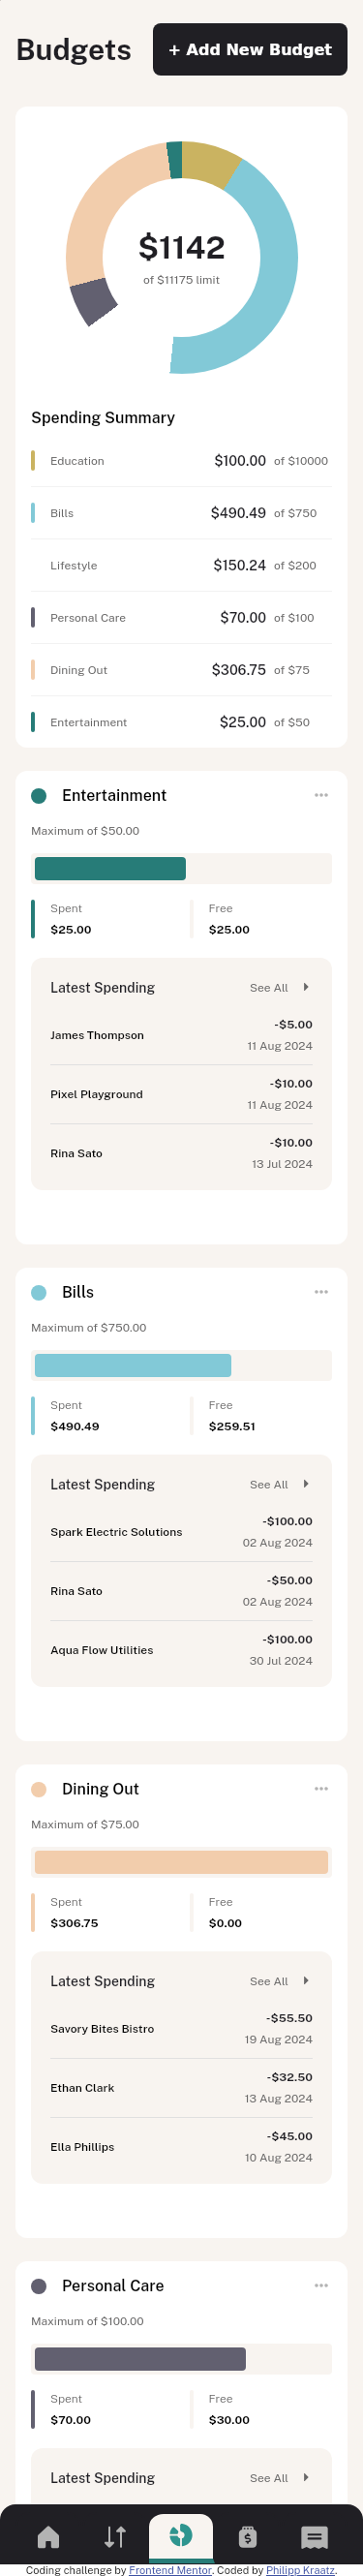 Budgets
+ Add New Budget
$1142
of $11175 limit
Spending Summary
Education $100.00 of $10000
Bills $490.49 of $750
Lifestyle $150.24 of $200
Personal Care $70.00 of $100
Dining Out $306.75 of $75
Entertainment $25.00 of $50
Entertainment
Maximum of $50.00
Spent Free
$25.00 $25.00
Latest Spending See All
James Thompson -$5.00
11 Aug 2024
Pixel Playground -$10.00
11 Aug 2024
Rina Sato -$10.00
13 Jul 2024
Bills
Maximum of $750.00
Spent Free
$490.49 $259.51
Latest Spending See All
Spark Electric Solutions -$100.00
02 Aug 2024
Rina Sato -$50.00
02 Aug 2024
Aqua Flow Utilities -$100.00
30 Jul 2024
Dining Out
Maximum of $75.00
Spent Free
$306.75 $0.00
Latest Spending See All
Savory Bites Bistro -$55.50
19 Aug 2024
Ethan Clark -$32.50
13 Aug 2024
Ella Phillips -$45.00
10 Aug 2024
Personal Care
Maximum of $100.00
Spent Free
$70.00 $30.00
Latest Spending See All
Coding challenge by Frontend Mentor. Coded by Philipp Kraatz.